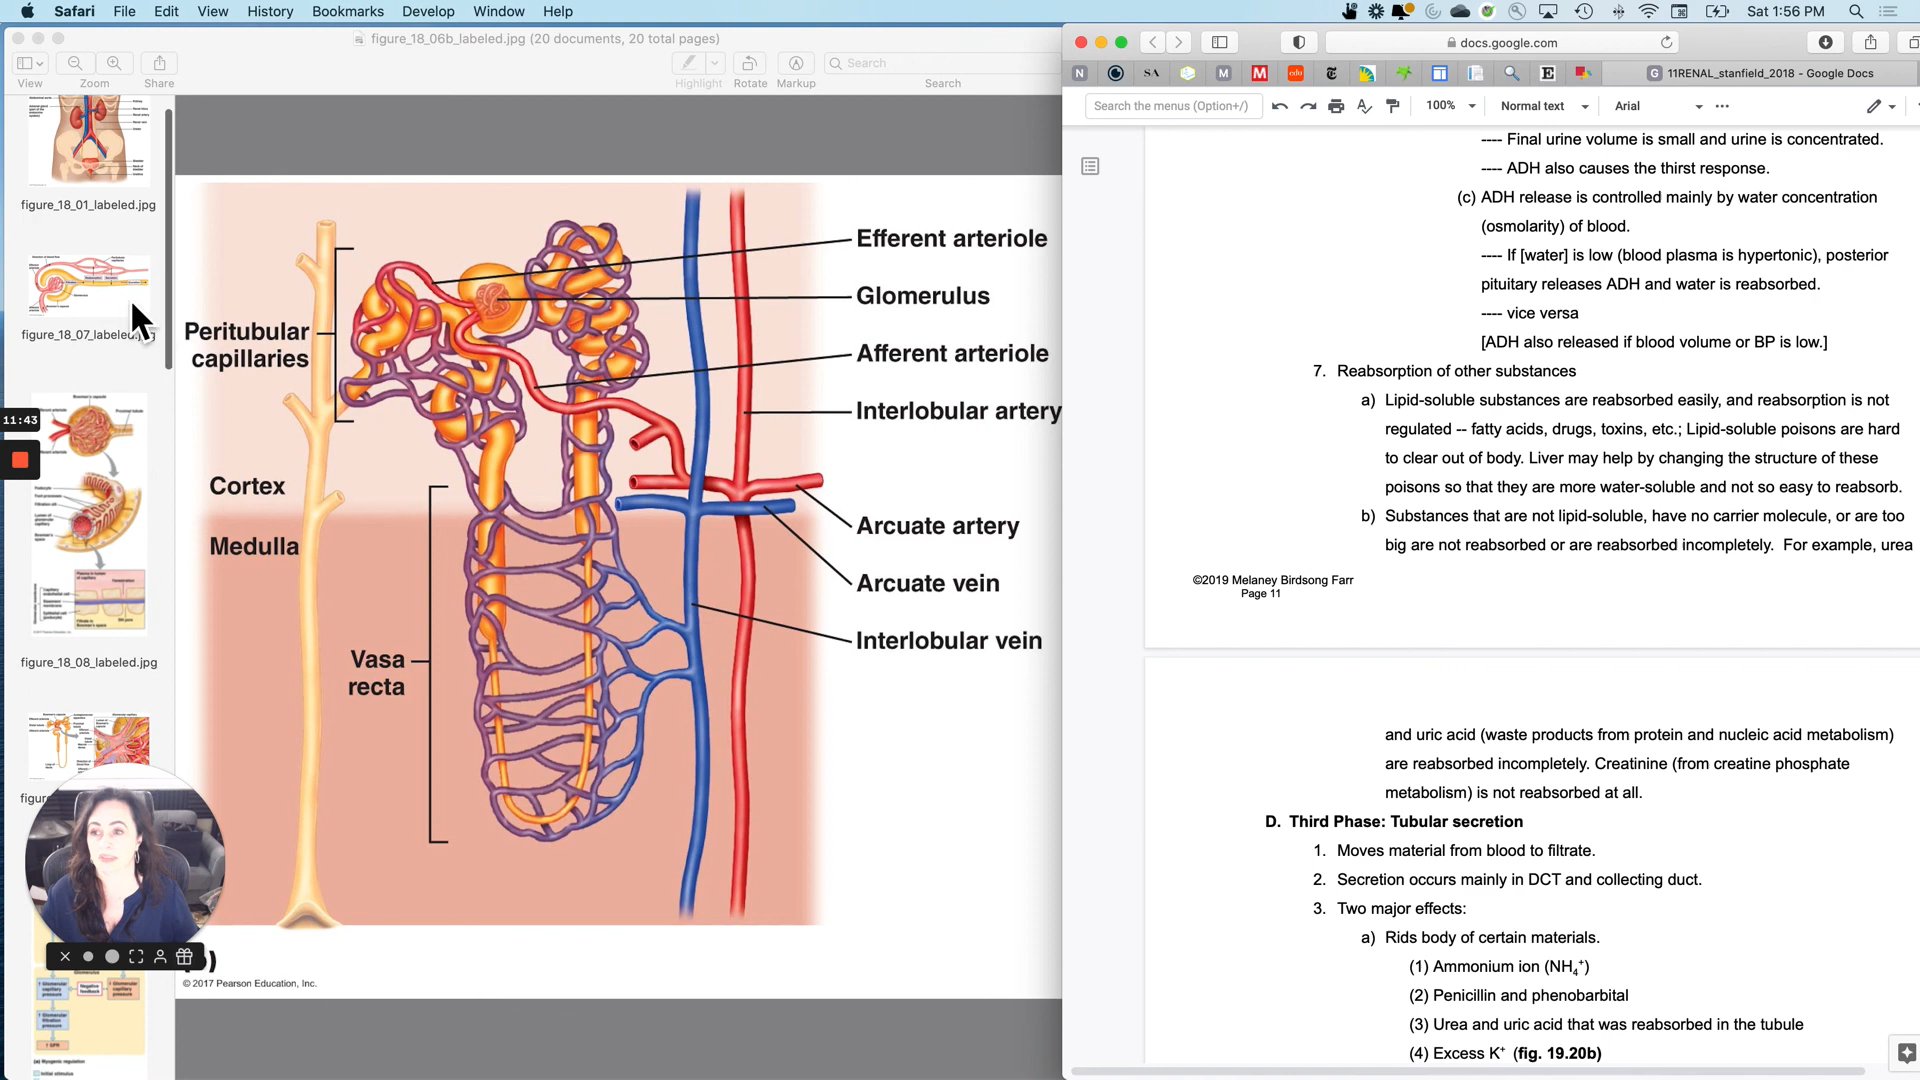 Safari File Edit View History Bookmarks Develop Window Help
Sat 1:56 PM
figure_18_06b_labeled.jpg (20 documents, 20 total pages)
View Zoom Share Highlight Rotate Markup Search
Search
docs.google.com
11RENAL_stanfield_2018 - Google Docs
Search the menus (Option+/)
100% Normal text Arial
figure_18_01_labeled.jpg
figure_18_07_labeled.jpg
11:43
figure_18_08_labeled.jpg
Efferent arteriole
Glomerulus
Peritubular
capillaries
Afferent arteriole
Interlobular artery
Cortex
Medulla
Arcuate artery
Arcuate vein
Interlobular vein
Vasa
recta
© 2017 Pearson Education, Inc.
---- Final urine volume is small and urine is concentrated.
---- ADH also causes the thirst response.
(c) ADH release is controlled mainly by water concentration
(osmolarity) of blood.
---- If [water] is low (blood plasma is hypertonic), posterior
pituitary releases ADH and water is reabsorbed.
---- vice versa
[ADH also released if blood volume or BP is low.]
7. Reabsorption of other substances
a) Lipid-soluble substances are reabsorbed easily, and reabsorption is not
regulated -- fatty acids, drugs, toxins, etc.; Lipid-soluble poisons are hard
to clear out of body. Liver may help by changing the structure of these
poisons so that they are more water-soluble and not so easy to reabsorb.
b) Substances that are not lipid-soluble, have no carrier molecule, or are too
big are not reabsorbed or are reabsorbed incompletely. For example, urea
©2019 Melaney Birdsong Farr
Page 11
and uric acid (waste products from protein and nucleic acid metabolism)
are reabsorbed incompletely. Creatinine (from creatine phosphate
metabolism) is not reabsorbed at all.
D. Third Phase: Tubular secretion
1. Moves material from blood to filtrate.
2. Secretion occurs mainly in DCT and collecting duct.
3. Two major effects:
a) Rids body of certain materials.
(1) Ammonium ion (NH₄⁺)
(2) Penicillin and phenobarbital
(3) Urea and uric acid that was reabsorbed in the tubule
(4) Excess K⁺ (fig. 19.20b)